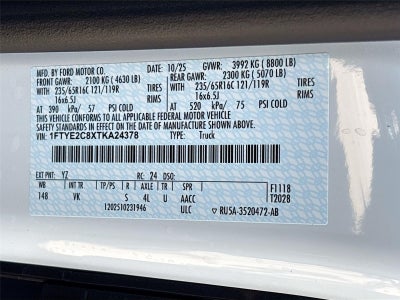 MFD. BY FORD MOTOR CO. 10/25 GVWR: 3992 KG ( 8800 LB)
FRONT GAWR: REAR GAWR:
2100 KG ( 4630 LB) 2300 KG ( 5070 LB)
WITH 235/65R16C 121/119R TIRES WITH 235/65R16C 121/119R TIRES
16x6.5J RIMS 16x6.5J RIMS
AT 390 kPa/ 57 PSI COLD AT 520 kPa/ 75 PSI COLD
THIS VEHICLE CONFORMS TO ALL APPLICABLE FEDERAL MOTOR VEHICLE
SAFETY STANDARDS IN EFFECT ON THE DATE OF MANUFACTURE SHOWN ABOVE.
VIN: 1FTYE2C8XTKA24378 TYPE: Truck
EXT PNT: YZ RC: 24 DSO:
WB INT TR TP/PS R AXLE TR SPR F1118
148 VK S 4L U AACC T2028
1202510231946 ULC RU5A-3520472-AB